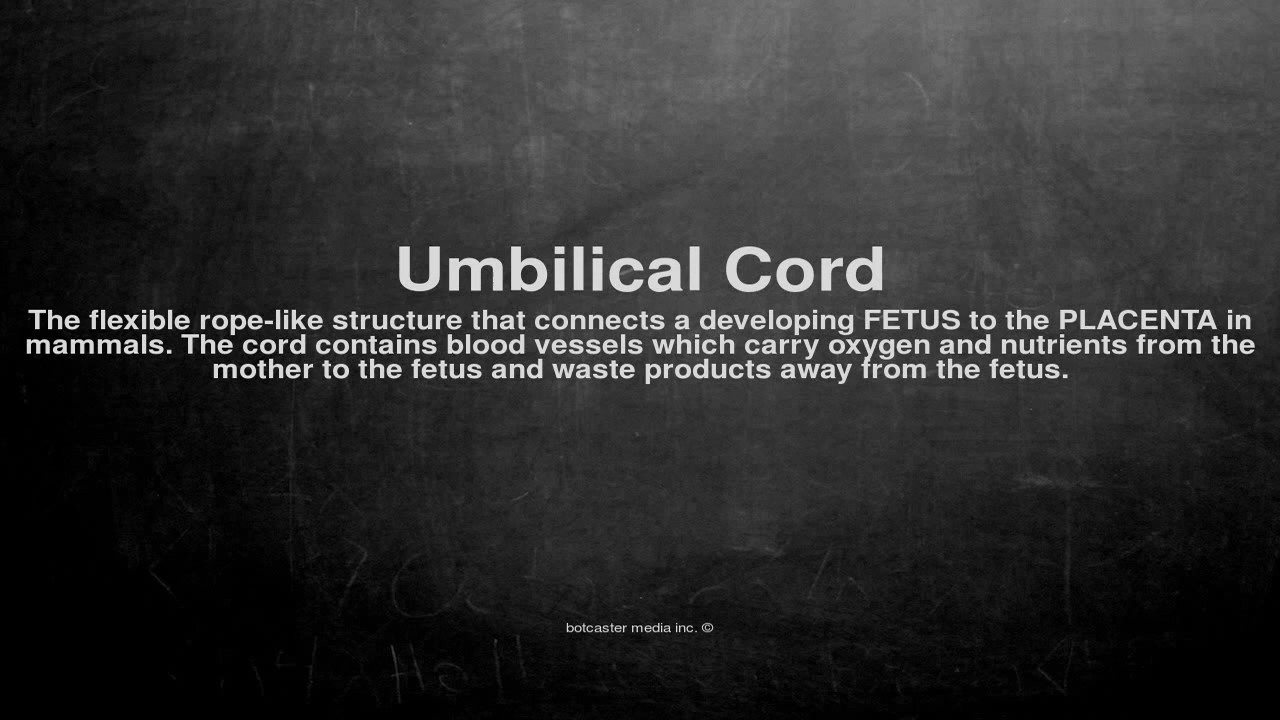 Umbilical Cord
The flexible rope-like structure that connects a developing FETUS to the PLACENTA in
mammals. The cord contains blood vessels which carry oxygen and nutrients from the
mother to the fetus and waste products away from the fetus.
botcaster media inc. ©